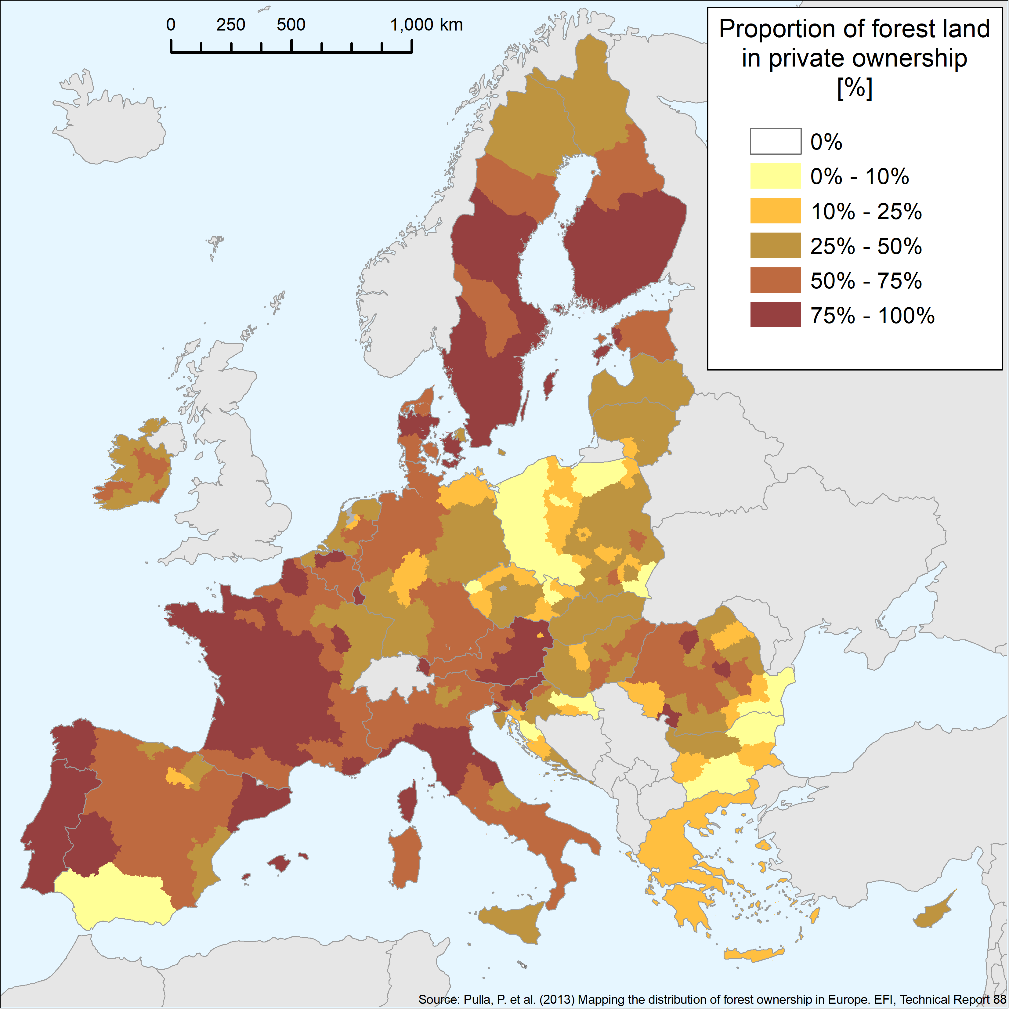 0 250 500 1,000 km
Proportion of forest land
in private ownership
[%]
0%
0% - 10%
10% - 25%
25% - 50%
50% - 75%
75% - 100%
Source: Pulla, P. et al. (2013) Mapping the distribution of forest ownership in Europe. EFI, Technical Report 88